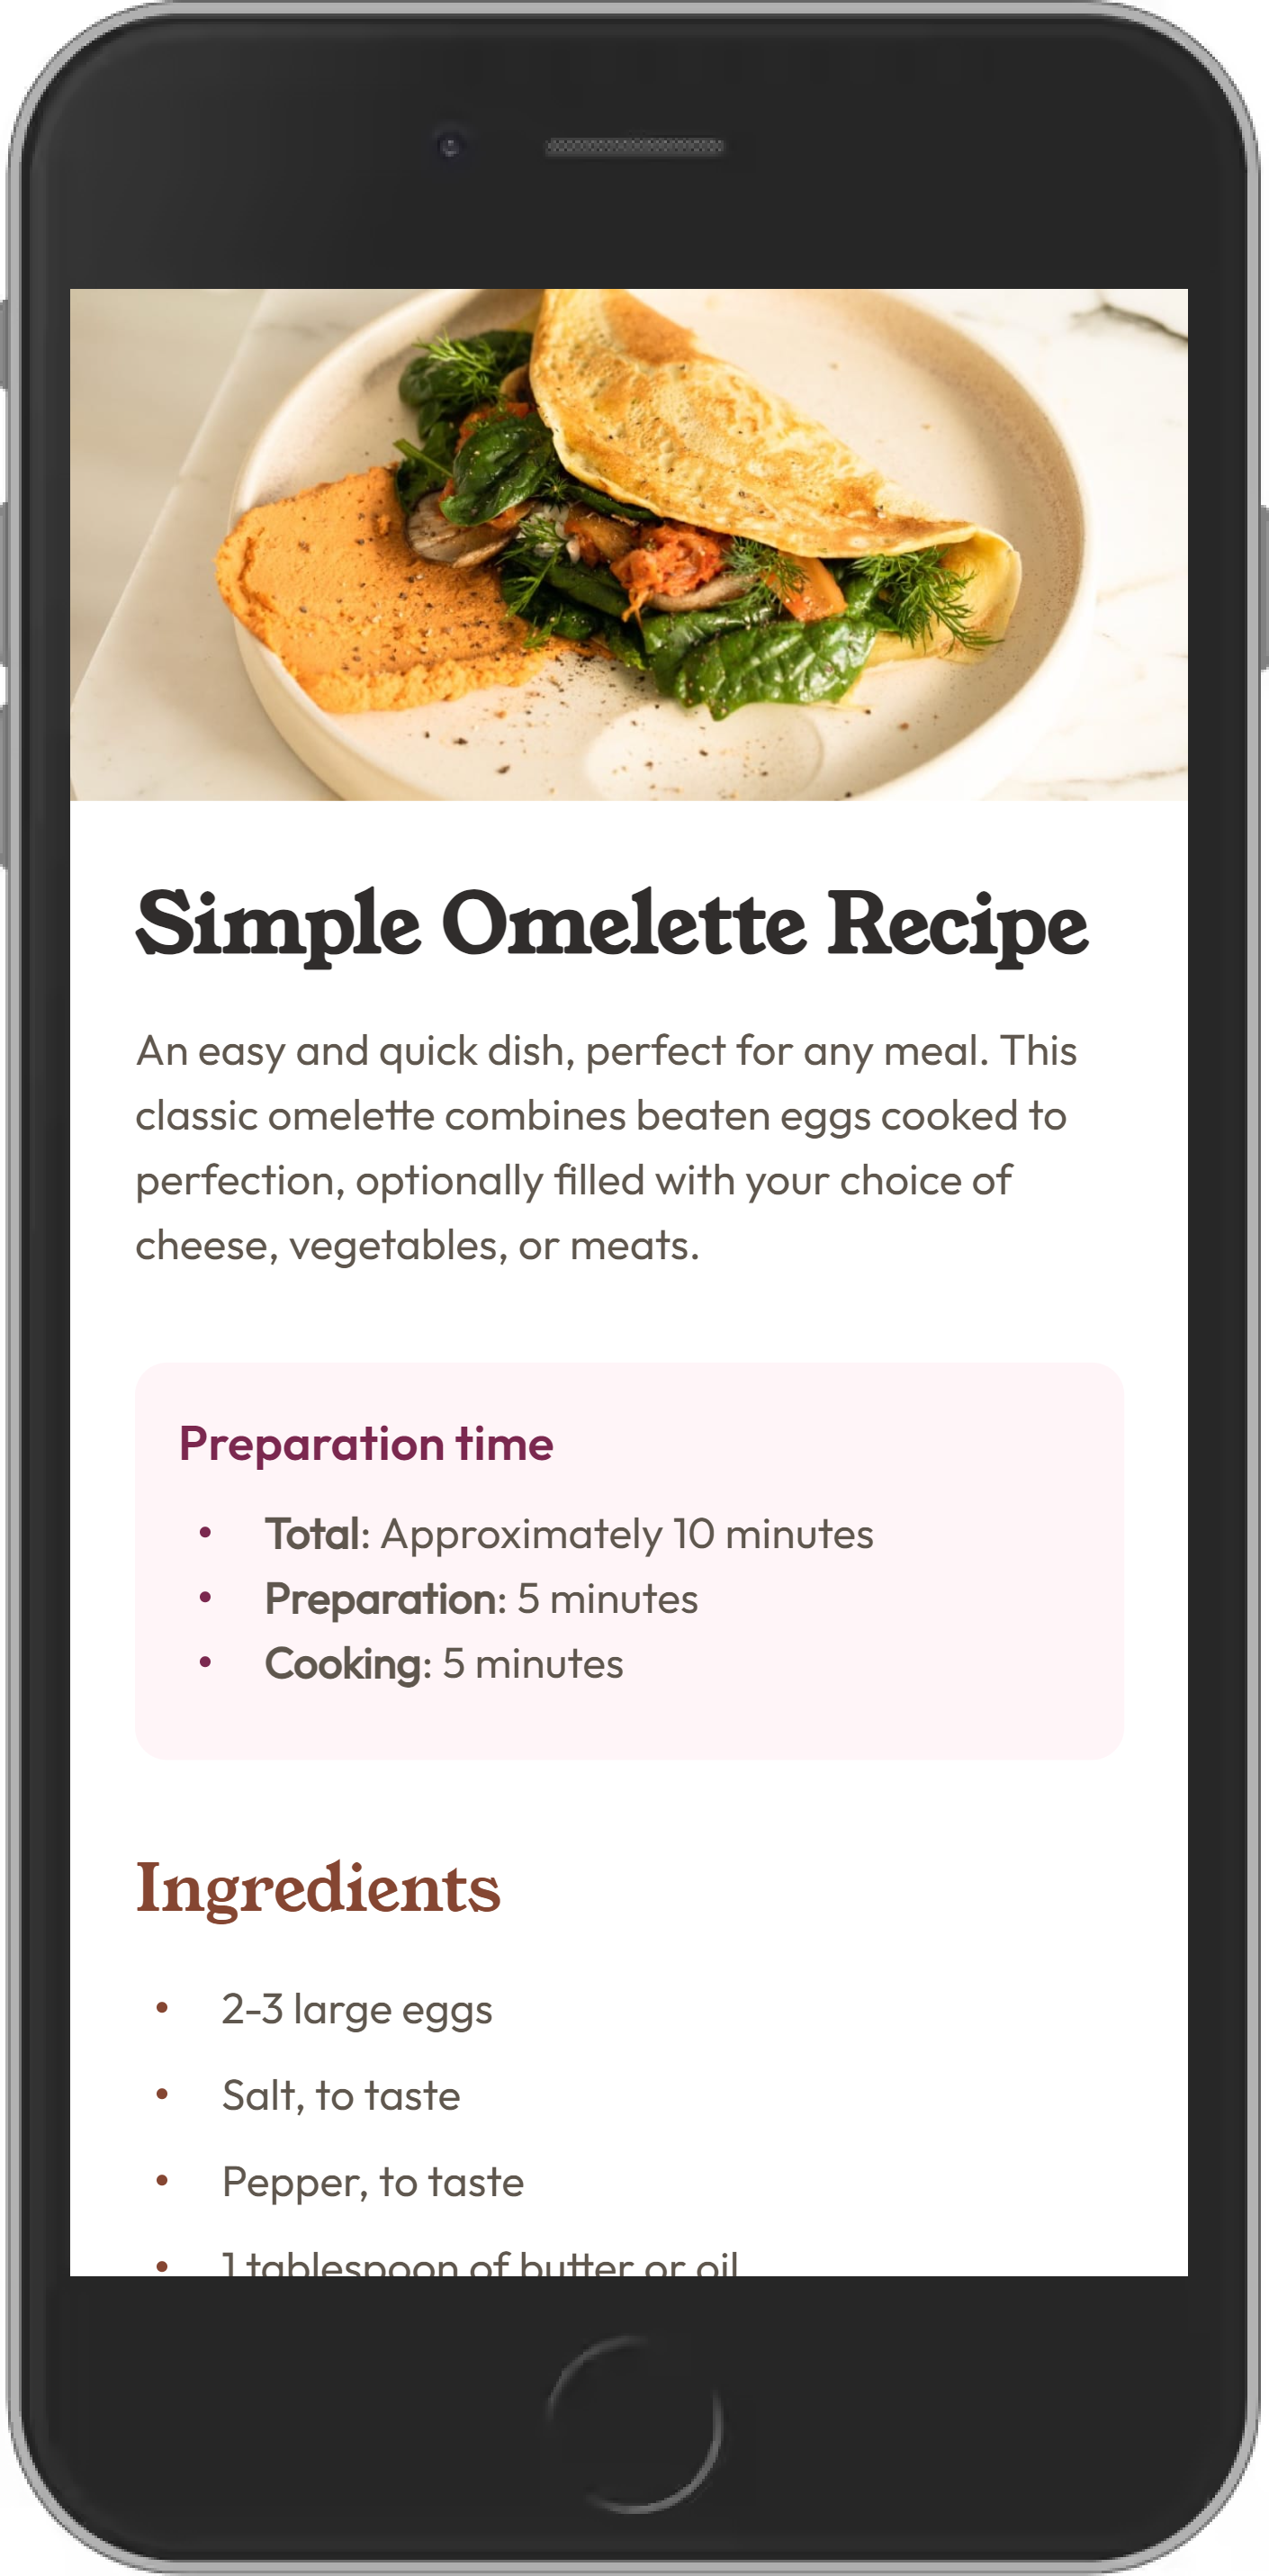 Simple Omelette Recipe
An easy and quick dish, perfect for any meal. This
classic omelette combines beaten eggs cooked to
perfection, optionally filled with your choice of
cheese, vegetables, or meats.
Preparation time
• Total: Approximately 10 minutes
• Preparation: 5 minutes
• Cooking: 5 minutes
Ingredients
• 2-3 large eggs
• Salt, to taste
• Pepper, to taste
• 1 tablespoon of butter or oil